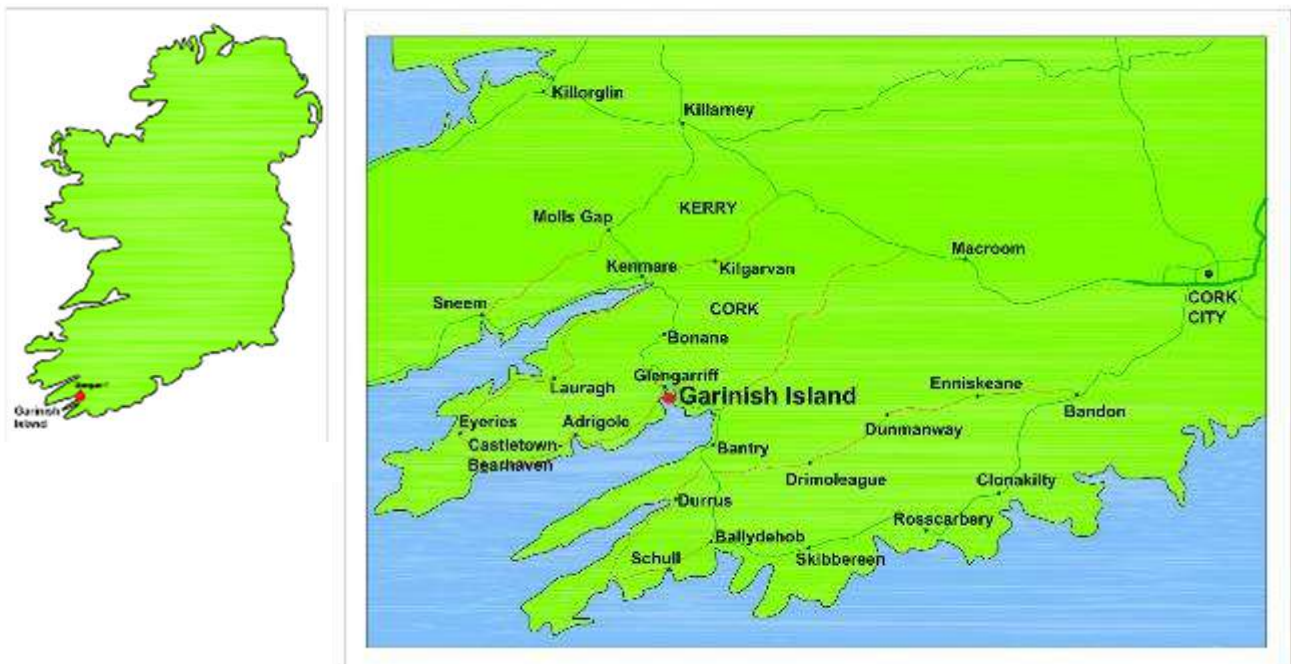 Garinish
Island
Killorglin
Killarney
Molls Gap
KERRY
Macroom
Kenmare
Kilgarvan
CORK
CITY
Sneem
CORK
Bonane
Lauragh
Glengarriff
Garinish Island
Enniskeane
Bandon
Eyeries
Adrigole
Dunmanway
Castletown-
Bearhaven
Bantry
Drimoleague
Clonakilty
Durrus
Rosscarbery
Ballydehob
Skibbereen
Schull